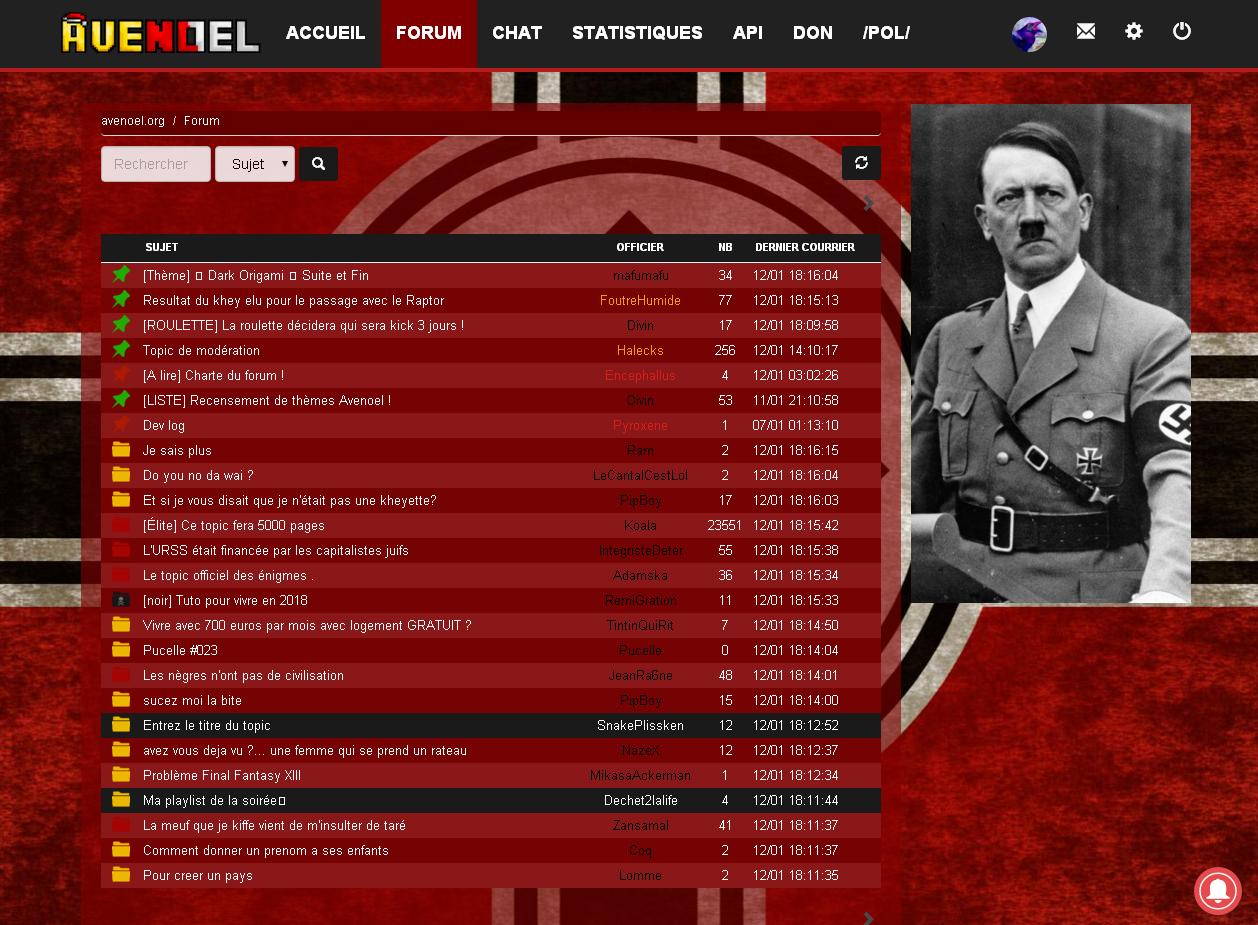 AVENOEL ACCUEIL FORUM CHAT STATISTIQUES API DON /POL/
avenoel.org / Forum
Rechercher Sujet
SUJET OFFICIER NB DERNIER COURRIER
[Thème] Dark Origami Suite et Fin mafumafu 34 12/01 18:16:04
Resultat du khey elu pour le passage avec le Raptor FoutreHumide 77 12/01 18:15:13
[ROULETTE] La roulette décidera qui sera kick 3 jours ! Divin 17 12/01 18:09:58
Topic de modération Halecks 256 12/01 14:10:17
[A lire] Charte du forum ! Encephallus 4 12/01 03:02:26
[LISTE] Recensement de thèmes Avenoel ! Divin 53 11/01 21:10:58
Dev log Pyroxene 1 07/01 01:13:10
Je sais plus Ram 2 12/01 18:16:15
Do you no da wai ? LeCantalCestLol 2 12/01 18:16:04
Et si je vous disait que je n'était pas une kheyette? PipBoy 17 12/01 18:16:03
[Élite] Ce topic fera 5000 pages Koala 23551 12/01 18:15:42
L'URSS était financée par les capitalistes juifs IntegristeDeter 55 12/01 18:15:38
Le topic officiel des énigmes . Adamska 36 12/01 18:15:34
[noir] Tuto pour vivre en 2018 RemiGration 11 12/01 18:15:33
Vivre avec 700 euros par mois avec logement GRATUIT ? TintinQuiRit 7 12/01 18:14:50
Pucelle #023 Pucelle 0 12/01 18:14:04
Les nègres n'ont pas de civilisation JeanRa6ne 48 12/01 18:14:01
sucez moi la bite PipBoy 15 12/01 18:14:00
Entrez le titre du topic SnakePlissken 12 12/01 18:12:52
avez vous deja vu ?... une femme qui se prend un rateau NazeX 12 12/01 18:12:37
Problème Final Fantasy XIII MikasaAckerman 1 12/01 18:12:34
Ma playlist de la soirée Dechet2lalife 4 12/01 18:11:44
La meuf que je kiffe vient de m'insulter de taré Zansamal 41 12/01 18:11:37
Comment donner un prenom a ses enfants Coq 2 12/01 18:11:37
Pour creer un pays Lomme 2 12/01 18:11:35